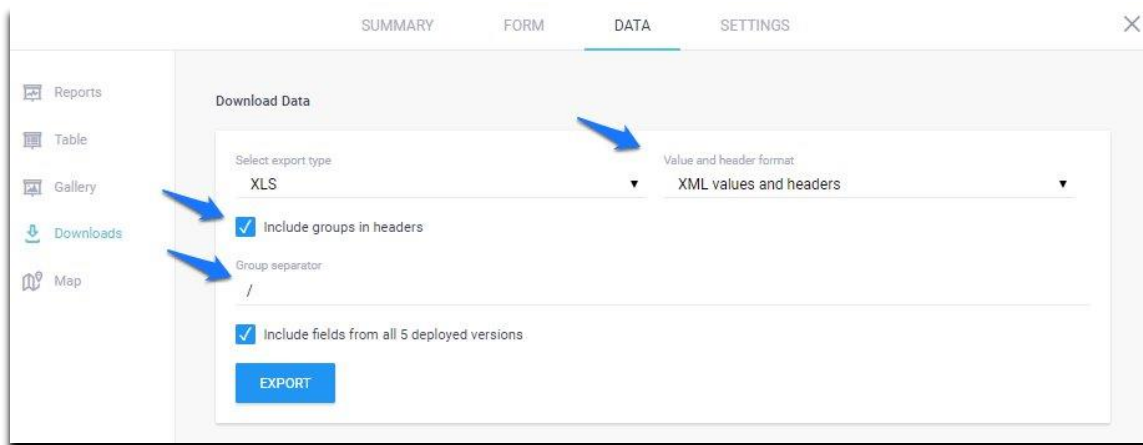 SUMMARY FORM DATA SETTINGS
Reports
Table
Gallery
Downloads
Map
Download Data
Select export type
XLS
Value and header format
XML values and headers
Include groups in headers
Group separator
/
Include fields from all 5 deployed versions
EXPORT